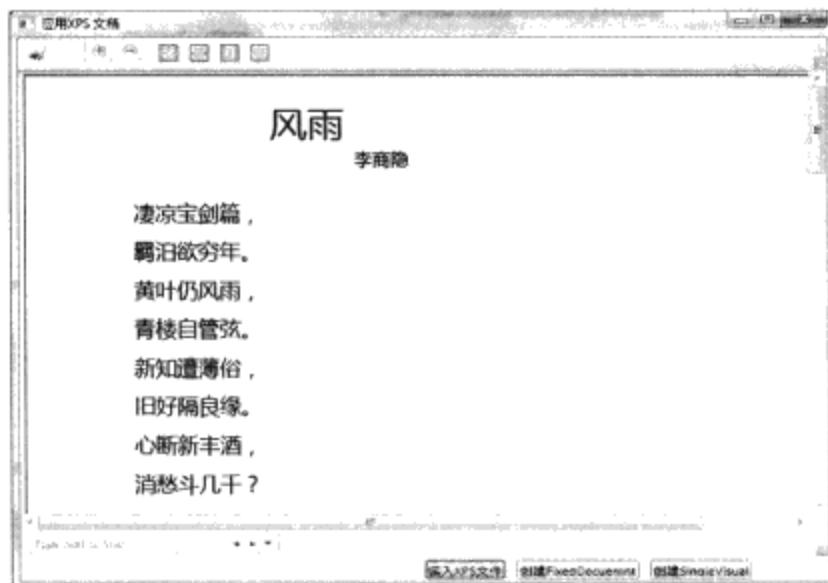 应用XPS 文档
风雨
李商隐
凄凉宝剑篇，
羁泊欲穷年。
黄叶仍风雨，
青楼自管弦。
新知遭薄俗，
旧好隔良缘。
心断新丰酒，
消愁斗几千？
装入XPS文件 创建FixedDocument 创建SingleVisual